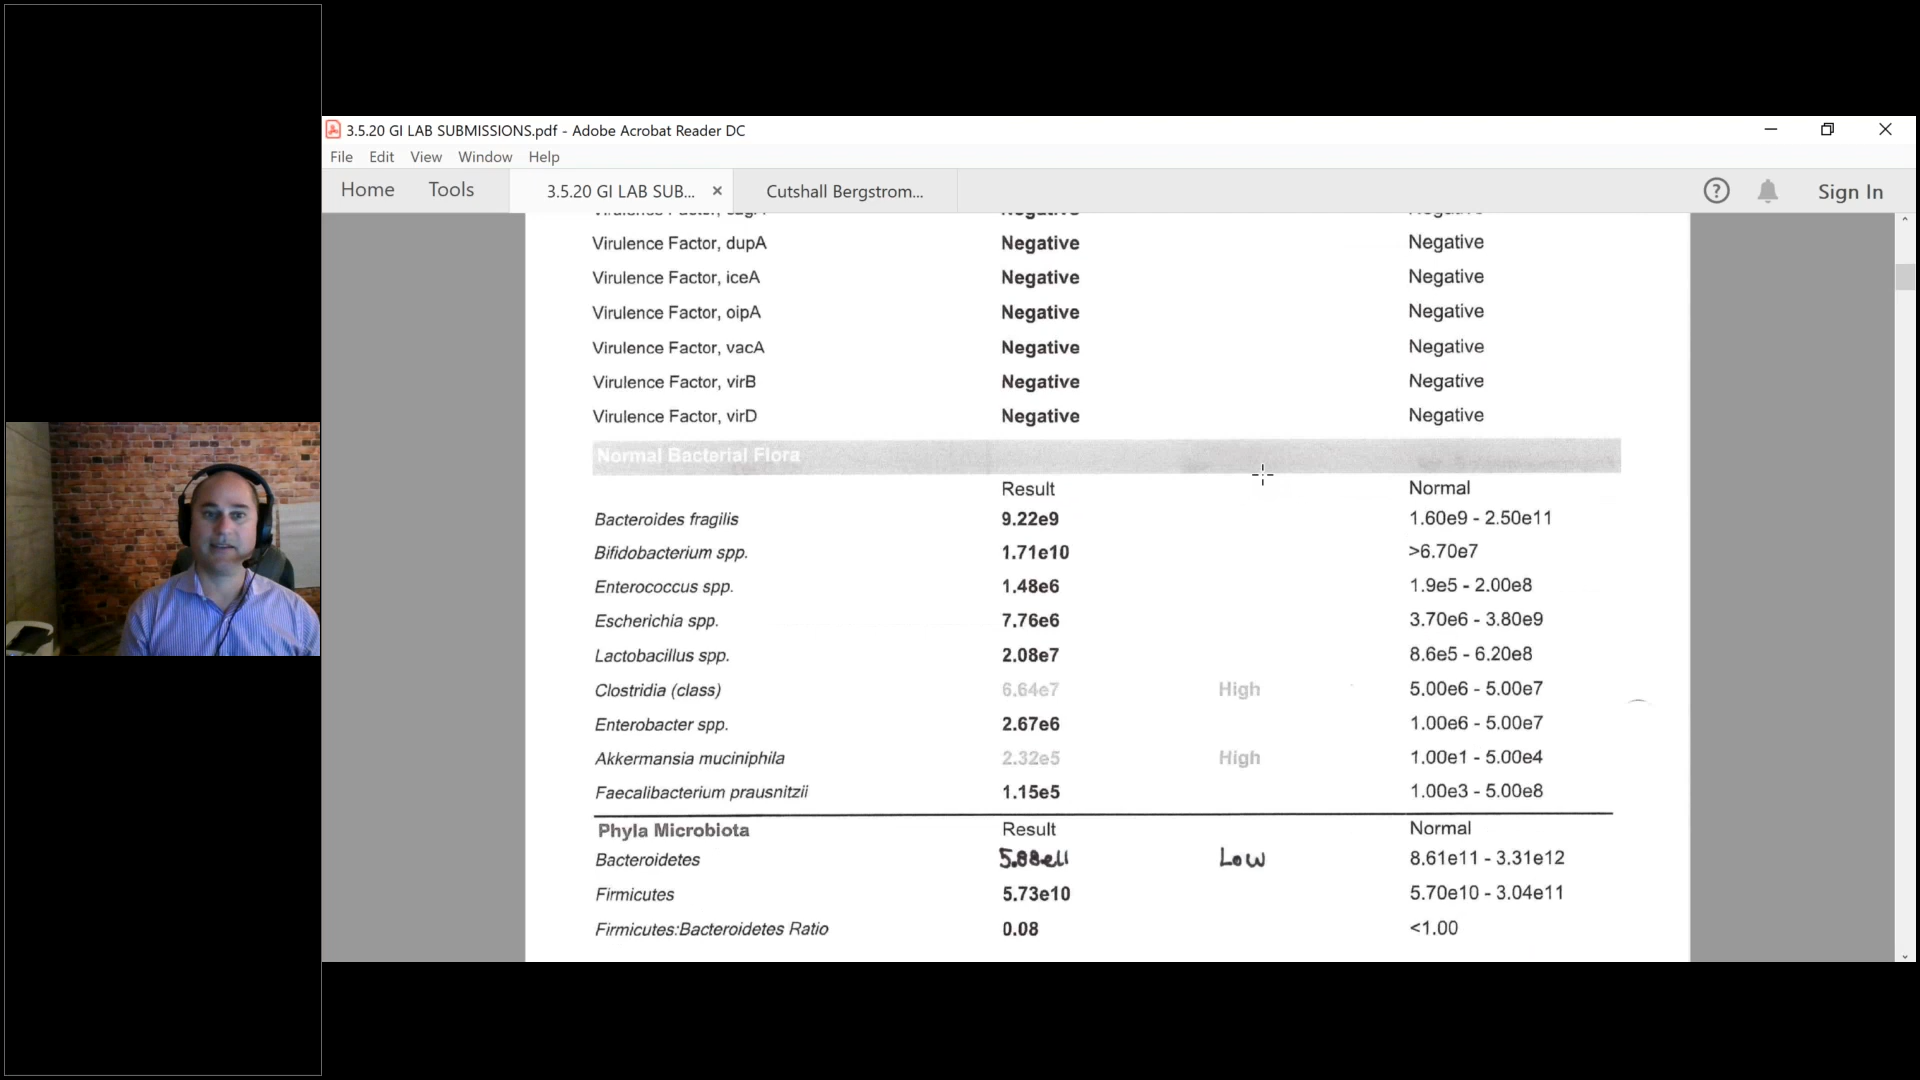 3.5.20 GI LAB SUBMISSIONS.pdf - Adobe Acrobat Reader DC
File Edit View Window Help
Home Tools 3.5.20 GI LAB SUB... × Cutshall Bergstrom... ? Sign In
Virulence Factor, dupA Negative Negative
Virulence Factor, iceA Negative Negative
Virulence Factor, oipA Negative Negative
Virulence Factor, vacA Negative Negative
Virulence Factor, virB Negative Negative
Virulence Factor, virD Negative Negative
Normal Bacterial Flora
Result Normal
Bacteroides fragilis 9.22e9 1.60e9 - 2.50e11
Bifidobacterium spp. 1.71e10 >6.70e7
Enterococcus spp. 1.48e6 1.9e5 - 2.00e8
Escherichia spp. 7.76e6 3.70e6 - 3.80e9
Lactobacillus spp. 2.08e7 8.6e5 - 6.20e8
Clostridia (class) 6.64e7 High 5.00e6 - 5.00e7
Enterobacter spp. 2.67e6 1.00e6 - 5.00e7
Akkermansia muciniphila 2.32e5 High 1.00e1 - 5.00e4
Faecalibacterium prausnitzii 1.15e5 1.00e3 - 5.00e8
Phyla Microbiota Result Normal
Bacteroidetes 5.88e11 Low 8.61e11 - 3.31e12
Firmicutes 5.73e10 5.70e10 - 3.04e11
Firmicutes:Bacteroidetes Ratio 0.08 <1.00